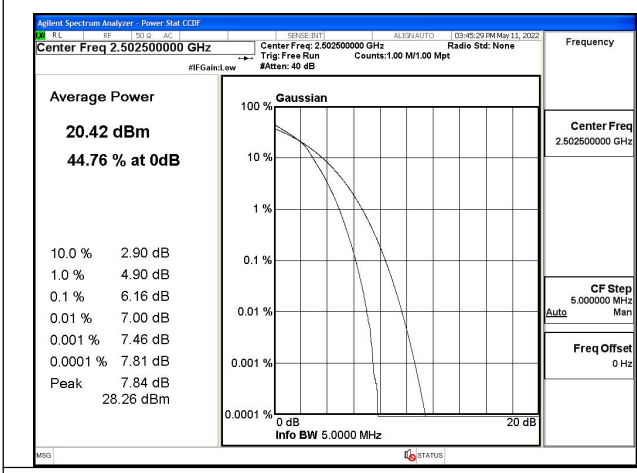 Agilent Spectrum Analyzer - Power Stat CCDF
RL RF 50 Ω AC SENSE:INT ALIGN AUTO 03:45:29 PM May 11, 2022
Center Freq 2.502500000 GHz
Center Freq: 2.502500000 GHz Radio Std: None
Trig: Free Run Counts:1.00 M/1.00 Mpt
#IFGain:Low #Atten: 40 dB
Frequency
Average Power
20.42 dBm
44.76 % at 0dB
10.0 % 2.90 dB
1.0 % 4.90 dB
0.1 % 6.16 dB
0.01 % 7.00 dB
0.001 % 7.46 dB
0.0001 % 7.81 dB
Peak 7.84 dB
28.26 dBm
Gaussian
100 %
10 %
1 %
0.1 %
0.01 %
0.001 %
0.0001 %
0 dB 20 dB
Info BW 5.0000 MHz
Center Freq
2.502500000 GHz
CF Step
5.000000 MHz
Auto Man
Freq Offset
0 Hz
MSG STATUS